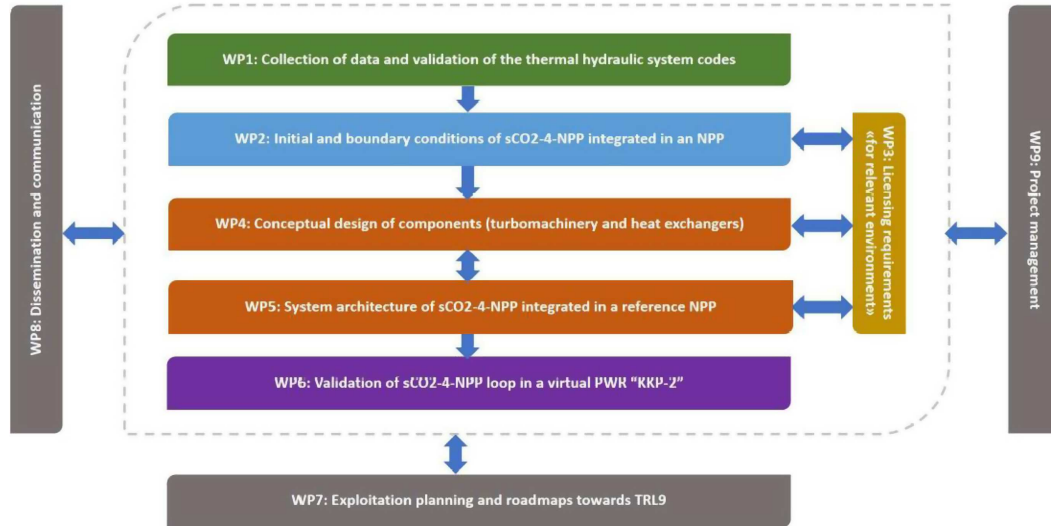 WP8: Dissemination and communication
WP1: Collection of data and validation of the thermal hydraulic system codes
WP2: Initial and boundary conditions of sCO2-4-NPP integrated in an NPP
WP3: Licensing requirements
«for relevant environment»
WP4: Conceptual design of components (turbomachinery and heat exchangers)
WP5: System architecture of sCO2-4-NPP integrated in a reference NPP
WP6: Validation of sCO2-4-NPP loop in a virtual PWR “KKP-2”
WP7: Exploitation planning and roadmaps towards TRL9
WP9: Project management